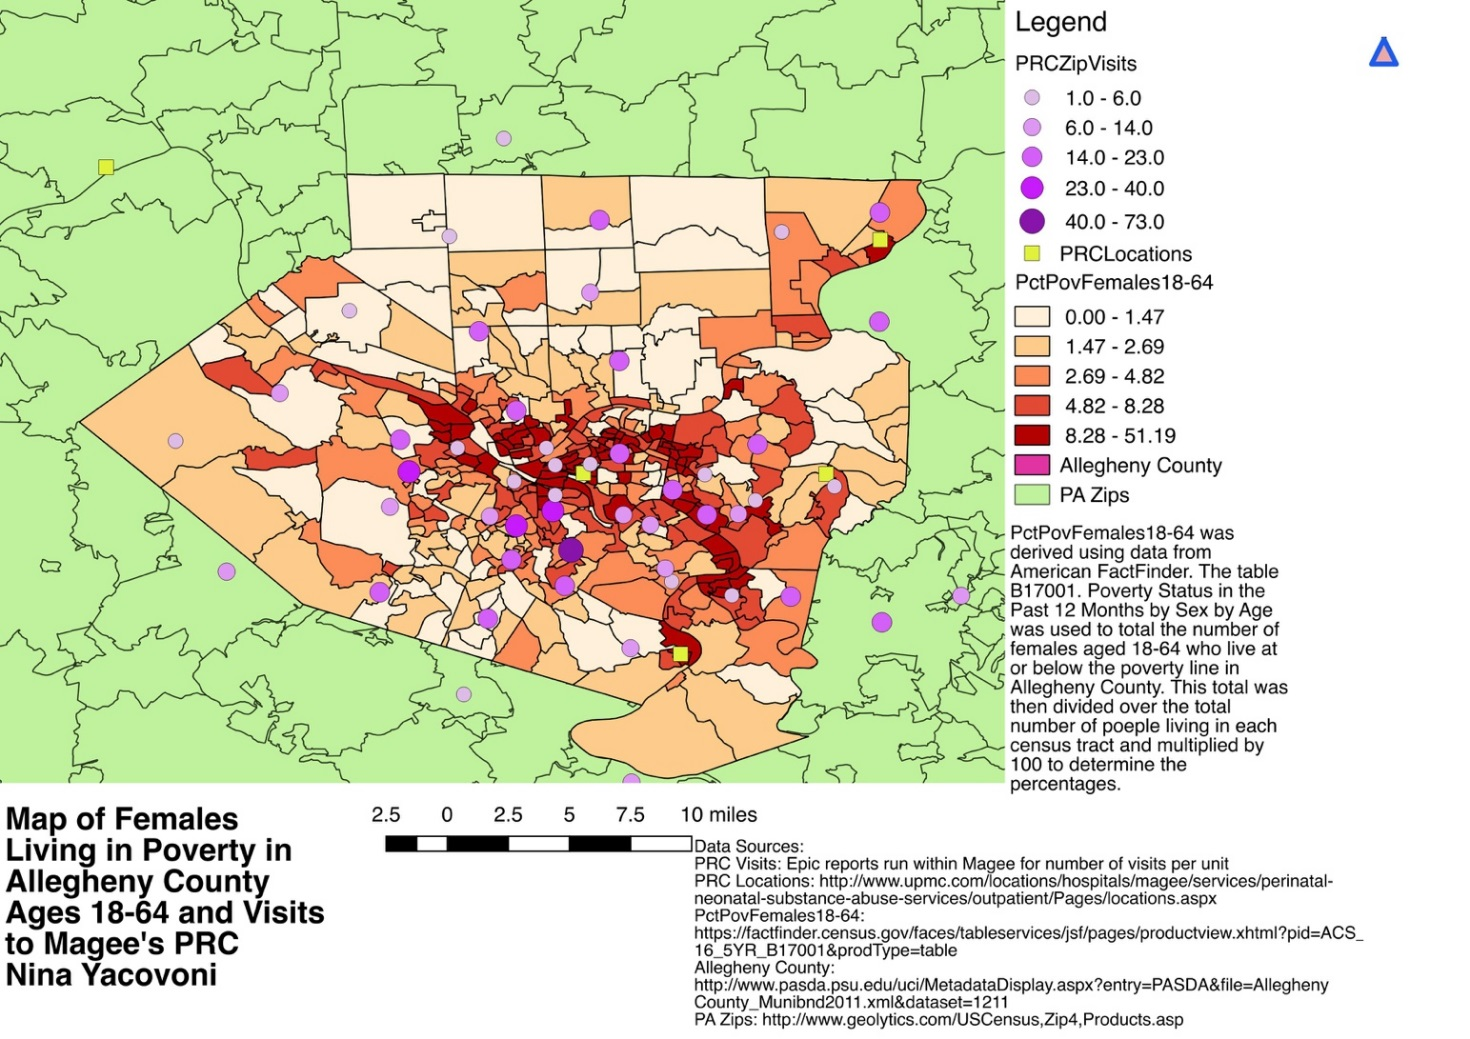 Legend
PRCZipVisits
1.0 - 6.0
6.0 - 14.0
14.0 - 23.0
23.0 - 40.0
40.0 - 73.0
PRCLocations
PctPovFemales18-64
0.00 - 1.47
1.47 - 2.69
2.69 - 4.82
4.82 - 8.28
8.28 - 51.19
Allegheny County
PA Zips
PctPovFemales18-64 was
derived using data from
American FactFinder. The table
B17001. Poverty Status in the
Past 12 Months by Sex by Age
was used to total the number of
females aged 18-64 who live at
or below the poverty line in
Allegheny County. This total was
then divided over the total
number of poeple living in each
census tract and multiplied by
100 to determine the
percentages.
Map of Females
Living in Poverty in
Allegheny County
Ages 18-64 and Visits
to Magee's PRC
Nina Yacovoni
2.5 0 2.5 5 7.5 10 miles
Data Sources:
PRC Visits: Epic reports run within Magee for number of visits per unit
PRC Locations: http://www.upmc.com/locations/hospitals/magee/services/perinatal-
neonatal-substance-abuse-services/outpatient/Pages/locations.aspx
PctPovFemales18-64:
https://factfinder.census.gov/faces/tableservices/jsf/pages/productview.xhtml?pid=ACS_
16_5YR_B17001&prodType=table
Allegheny County:
http://www.pasda.psu.edu/uci/MetadataDisplay.aspx?entry=PASDA&file=Allegheny
County_Munibnd2011.xml&dataset=1211
PA Zips: http://www.geolytics.com/USCensus,Zip4,Products.asp